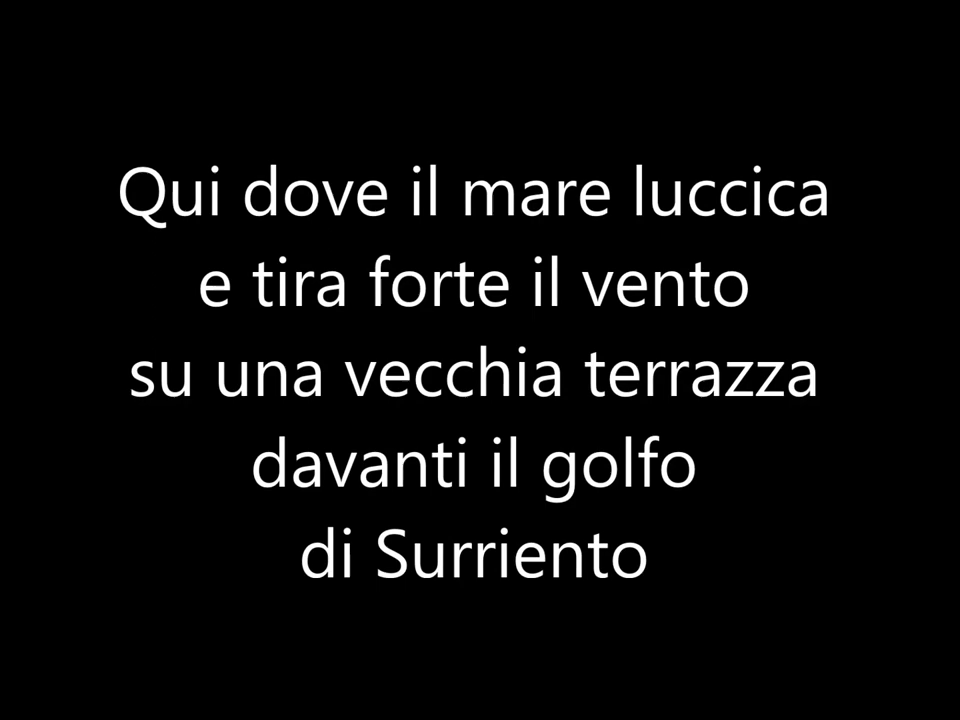 Qui dove il mare luccica
e tira forte il vento
su una vecchia terrazza
davanti il golfo
di Surriento